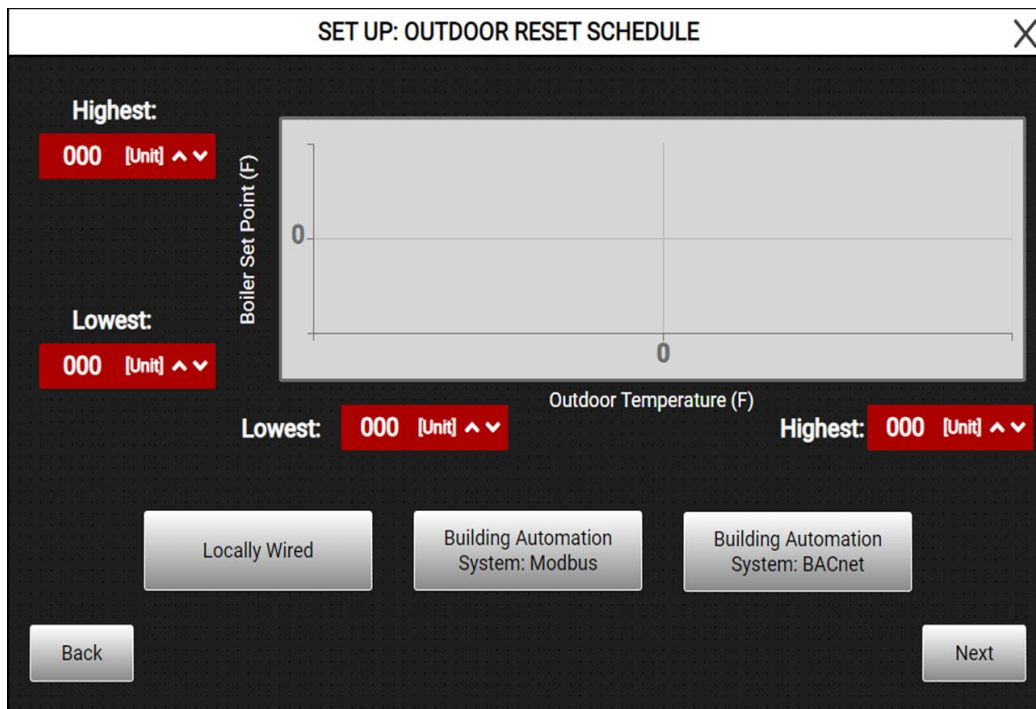 SET UP: OUTDOOR RESET SCHEDULE
X
Highest:
000 [Unit]
Boiler Set Point (F)
0
Lowest:
000 [Unit]
0
Outdoor Temperature (F)
Lowest: 000 [Unit]
Highest: 000 [Unit]
Locally Wired
Building Automation
System: Modbus
Building Automation
System: BACnet
Back
Next